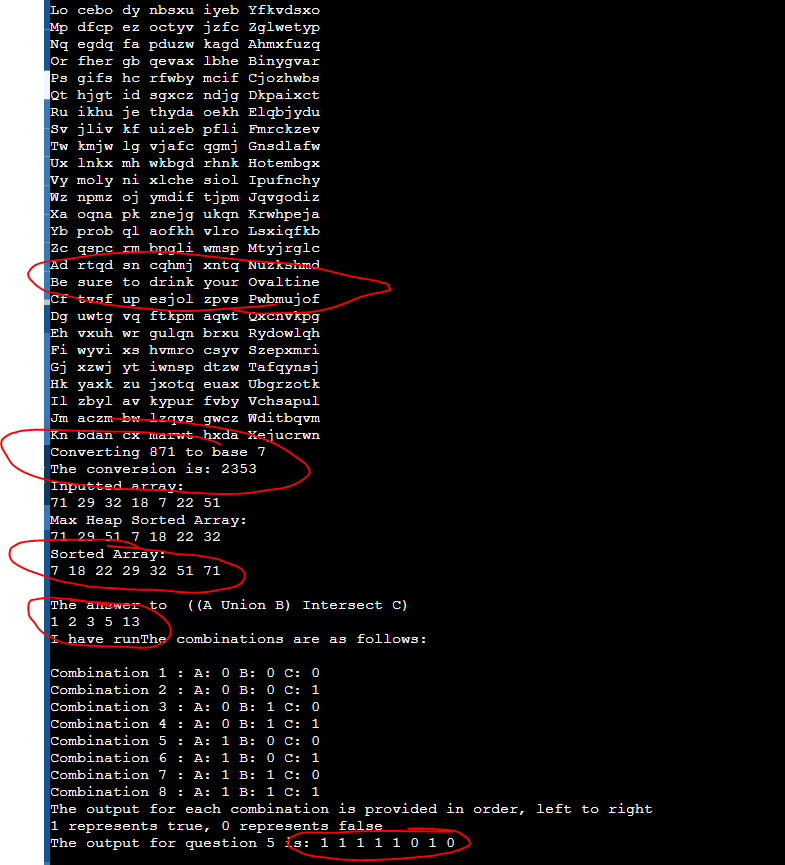 Lo cebo dy nbsxu iyeb Yfkvdsxo
Mp dfcp ez octyv jzfc Zglwetyp
Nq egdq fa pduzw kagd Ahmxfuzq
Or fher gb qevax lbhe Binygvar
Ps gifs hc rfwby mcif Cjozhwbs
Qt hjgt id sgxcz ndjg Dkpaixct
Ru ikhu je thyda oekh Elqbjydu
Sv jliv kf uizeb pfli Fmrckzev
Tw kmjw lg vjafc qgmj Gnsdlafw
Ux lnkx mh wkbgd rhnk Hotembgx
Vy moly ni xlche siol Ipufnchy
Wz npmz oj ymdif tjpm Jqvgodiz
Xa oqna pk znejg ukqn Krwhpeja
Yb prob ql aofkh vlro Lsxiqfkb
Zc qspc rm bpgli wmsp Mtyjrglc
Ad rtqd sn cqhmj xntq Nuzkshmd
Be sure to drink your Ovaltine
Cf tvsf up esjol zpvs Pwbmujof
Dg uwtg vq ftkpm aqwt Qxcnvkpg
Eh vxuh wr gulqn brxu Rydowlqh
Fi wyvi xs hvmro csyv Szepxmri
Gj xzwj yt iwnsp dtzw Tafqynsj
Hk yaxk zu jxotq euax Ubgrzotk
Il zbyl av kypur fvby Vchsapul
Jm aczm bw lzqvs gwcz Wditbqvm
Kn bdan cx marwt hxda Xejucrwn
Converting 871 to base 7
The conversion is: 2353
Inputted array:
71 29 32 18 7 22 51
Max Heap Sorted Array:
71 29 51 7 18 22 32
Sorted Array:
7 18 22 29 32 51 71
The answer to  ((A Union B) Intersect C)
1 2 3 5 13
I have runThe combinations are as follows:
Combination 1 : A: 0 B: 0 C: 0
Combination 2 : A: 0 B: 0 C: 1
Combination 3 : A: 0 B: 1 C: 0
Combination 4 : A: 0 B: 1 C: 1
Combination 5 : A: 1 B: 0 C: 0
Combination 6 : A: 1 B: 0 C: 1
Combination 7 : A: 1 B: 1 C: 0
Combination 8 : A: 1 B: 1 C: 1
The output for each combination is provided in order, left to right
1 represents true, 0 represents false
The output for question 5 is: 1 1 1 1 1 0 1 0